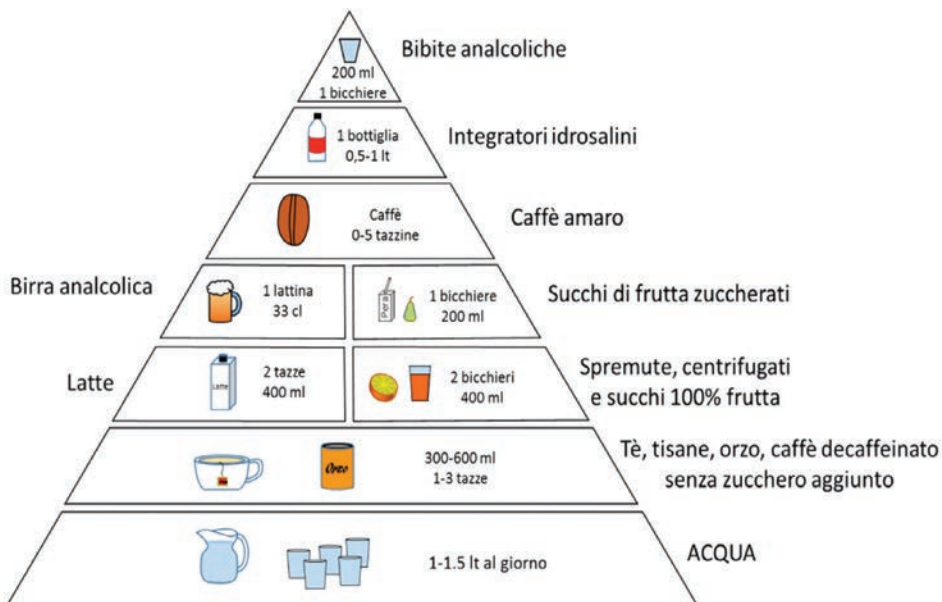 Bibite analcoliche
200 ml
1 bicchiere
1 bottiglia
0,5-1 lt
Integratori idrosalini
Caffè
0-5 tazzine
Caffè amaro
Birra analcolica
1 lattina
33 cl
Pera
1 bicchiere
200 ml
Succhi di frutta zuccherati
Latte
Latte
2 tazze
400 ml
2 bicchieri
400 ml
Spremute, centrifugati
e succhi 100% frutta
Orzo
300-600 ml
1-3 tazze
Tè, tisane, orzo, caffè decaffeinato
senza zucchero aggiunto
1-1.5 lt al giorno
ACQUA